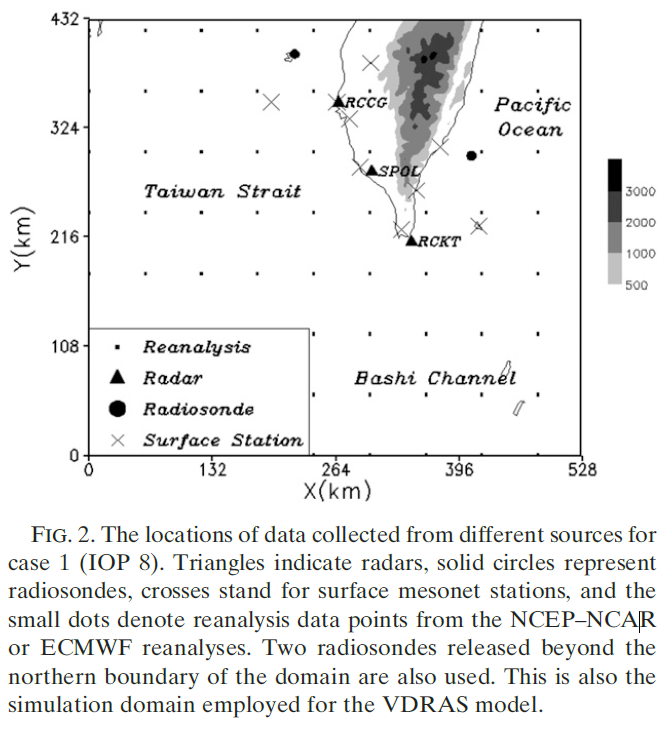 432
324
216
108
0
Y(km)
0
132
264
396
528
X(km)
RCCG
SPOL
RCKT
Pacific
Ocean
Taiwan Strait
Bashi Channel
Reanalysis
Radar
Radiosonde
Surface Station
3000
2000
1000
500
FIG. 2. The locations of data collected from different sources for
case 1 (IOP 8). Triangles indicate radars, solid circles represent
radiosondes, crosses stand for surface mesonet stations, and the
small dots denote reanalysis data points from the NCEP–NCAR
or ECMWF reanalyses. Two radiosondes released beyond the
northern boundary of the domain are also used. This is also the
simulation domain employed for the VDRAS model.